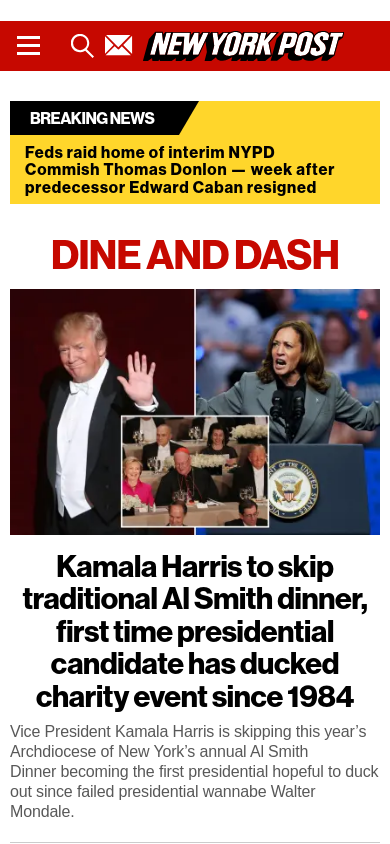 NEW YORK POST
BREAKING NEWS
Feds raid home of interim NYPD
Commish Thomas Donlon — week after
predecessor Edward Caban resigned
DINE AND DASH
Kamala Harris to skip
traditional Al Smith dinner,
first time presidential
candidate has ducked
charity event since 1984
Vice President Kamala Harris is skipping this year’s
Archdiocese of New York’s annual Al Smith
Dinner becoming the first presidential hopeful to duck
out since failed presidential wannabe Walter
Mondale.